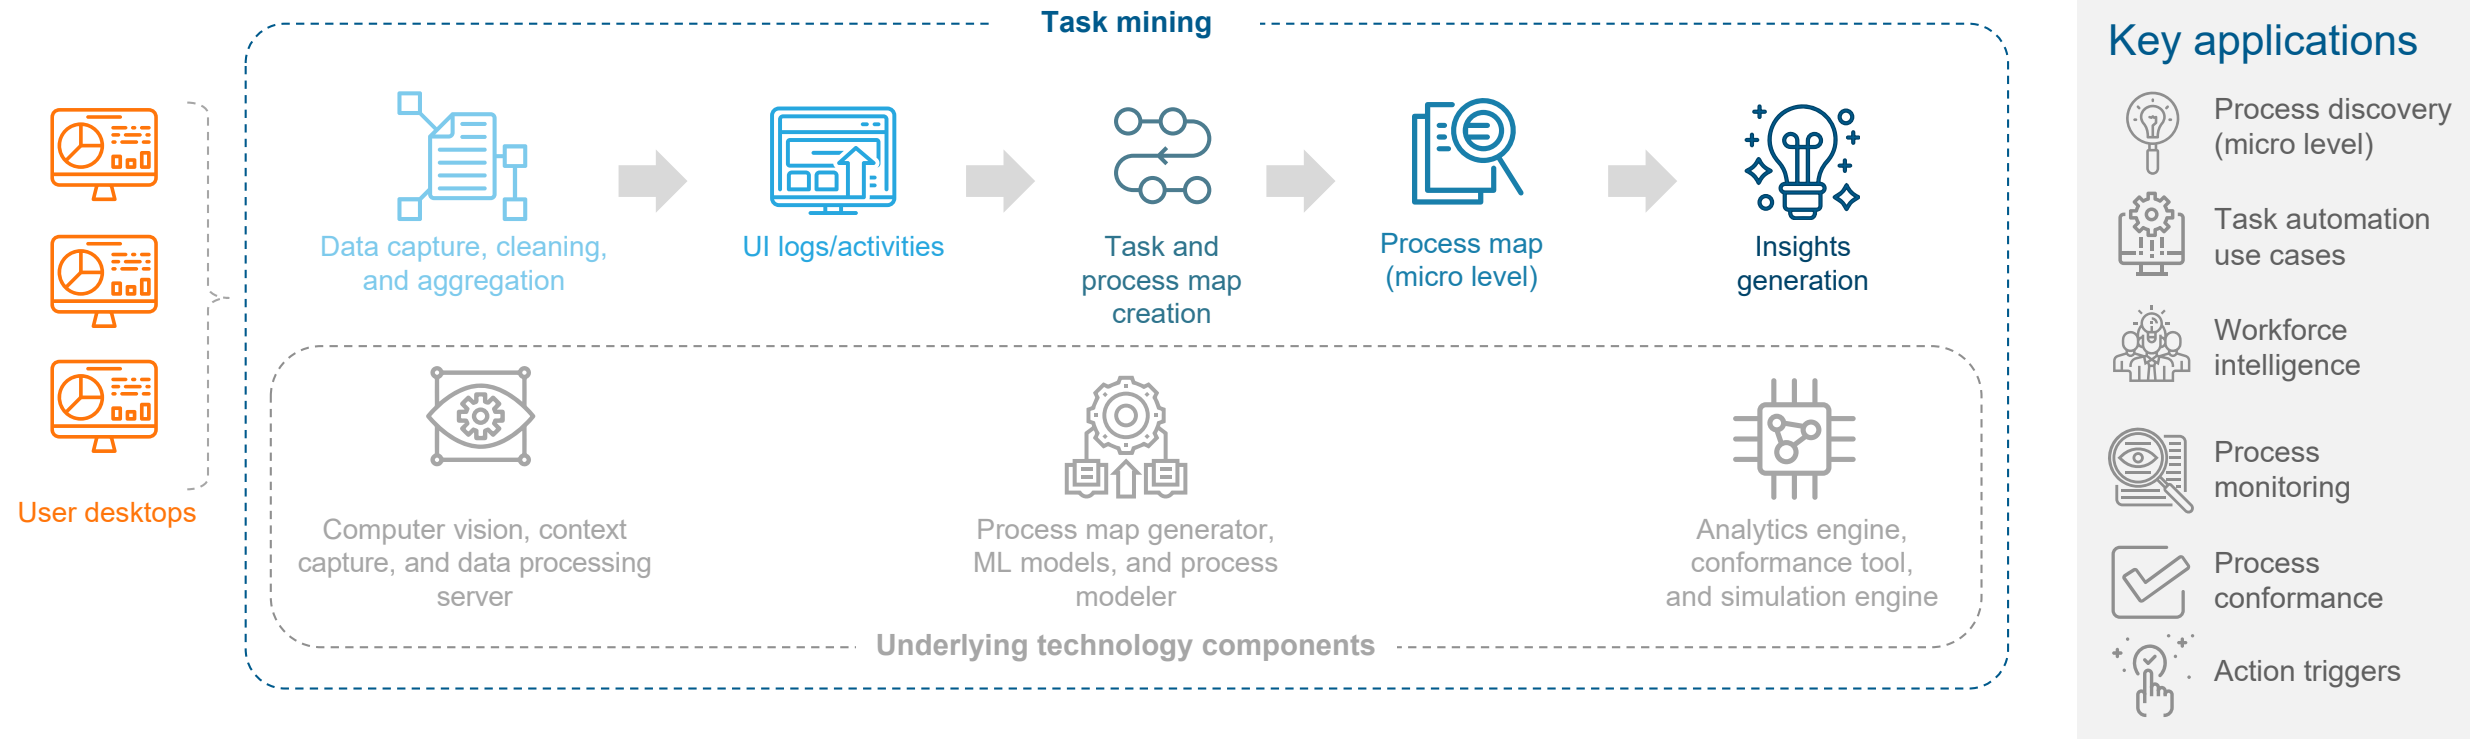 Task mining
User desktops
Data capture, cleaning,
and aggregation
UI logs/activities
Task and
process map
creation
Process map
(micro level)
Insights
generation
Computer vision, context
capture, and data processing
server
Process map generator,
ML models, and process
modeler
Analytics engine,
conformance tool,
and simulation engine
Underlying technology components
Key applications
Process discovery
(micro level)
Task automation
use cases
Workforce
intelligence
Process
monitoring
Process
conformance
Action triggers